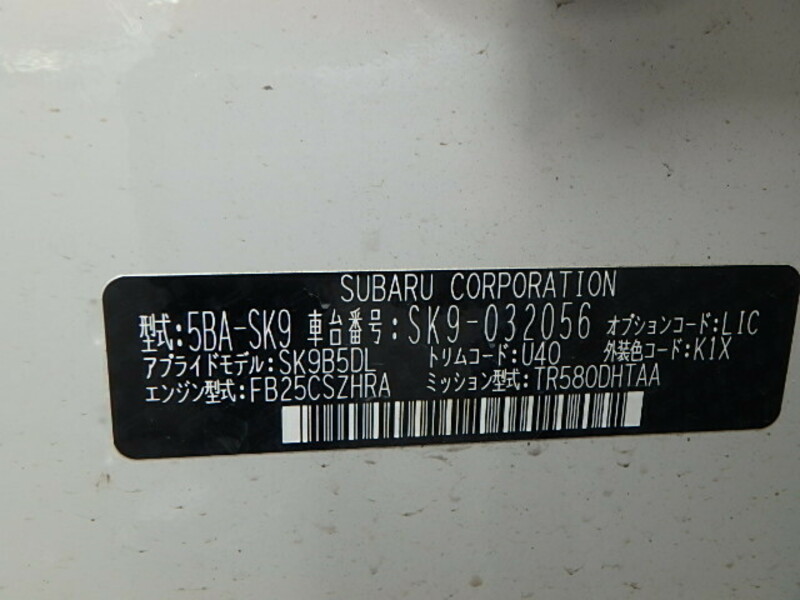 SUBARU CORPORATION
型式:5BA-SK9 車台番号:SK9-032056 オプションコード:LIC
アプライドモデル:SK9B5DL トリムコード:U40 外装色コード:K1X
エンジン型式:FB25CSZHRA ミッション型式:TR580DHTAA